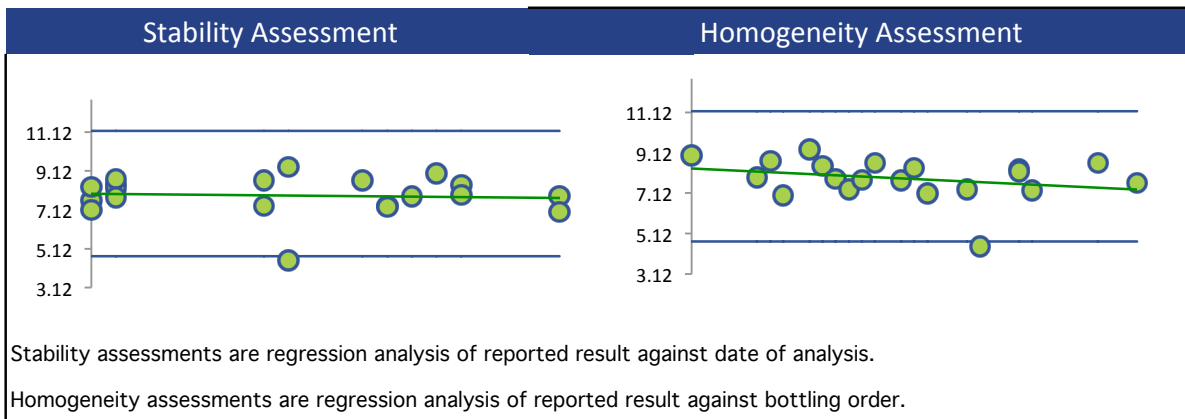 Stability Assessment
Homogeneity Assessment
11.12
9.12
7.12
5.12
3.12
11.12
9.12
7.12
5.12
3.12
Stability assessments are regression analysis of reported result against date of analysis.
Homogeneity assessments are regression analysis of reported result against bottling order.